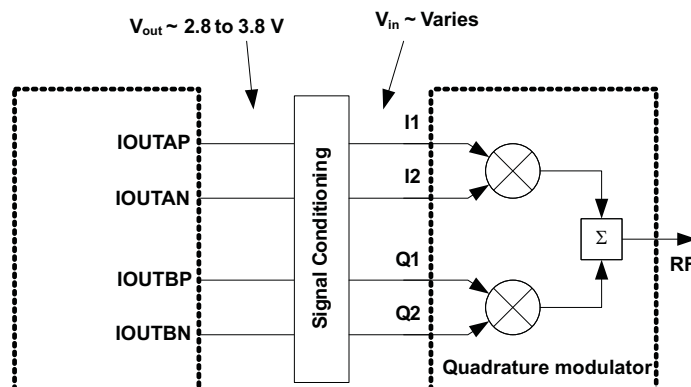 Vout ~ 2.8 to 3.8 V
Vin ~ Varies
IOUTAP
IOUTAN
IOUTBP
IOUTBN
Signal Conditioning
I1
I2
Q1
Q2
Σ
RF
Quadrature modulator